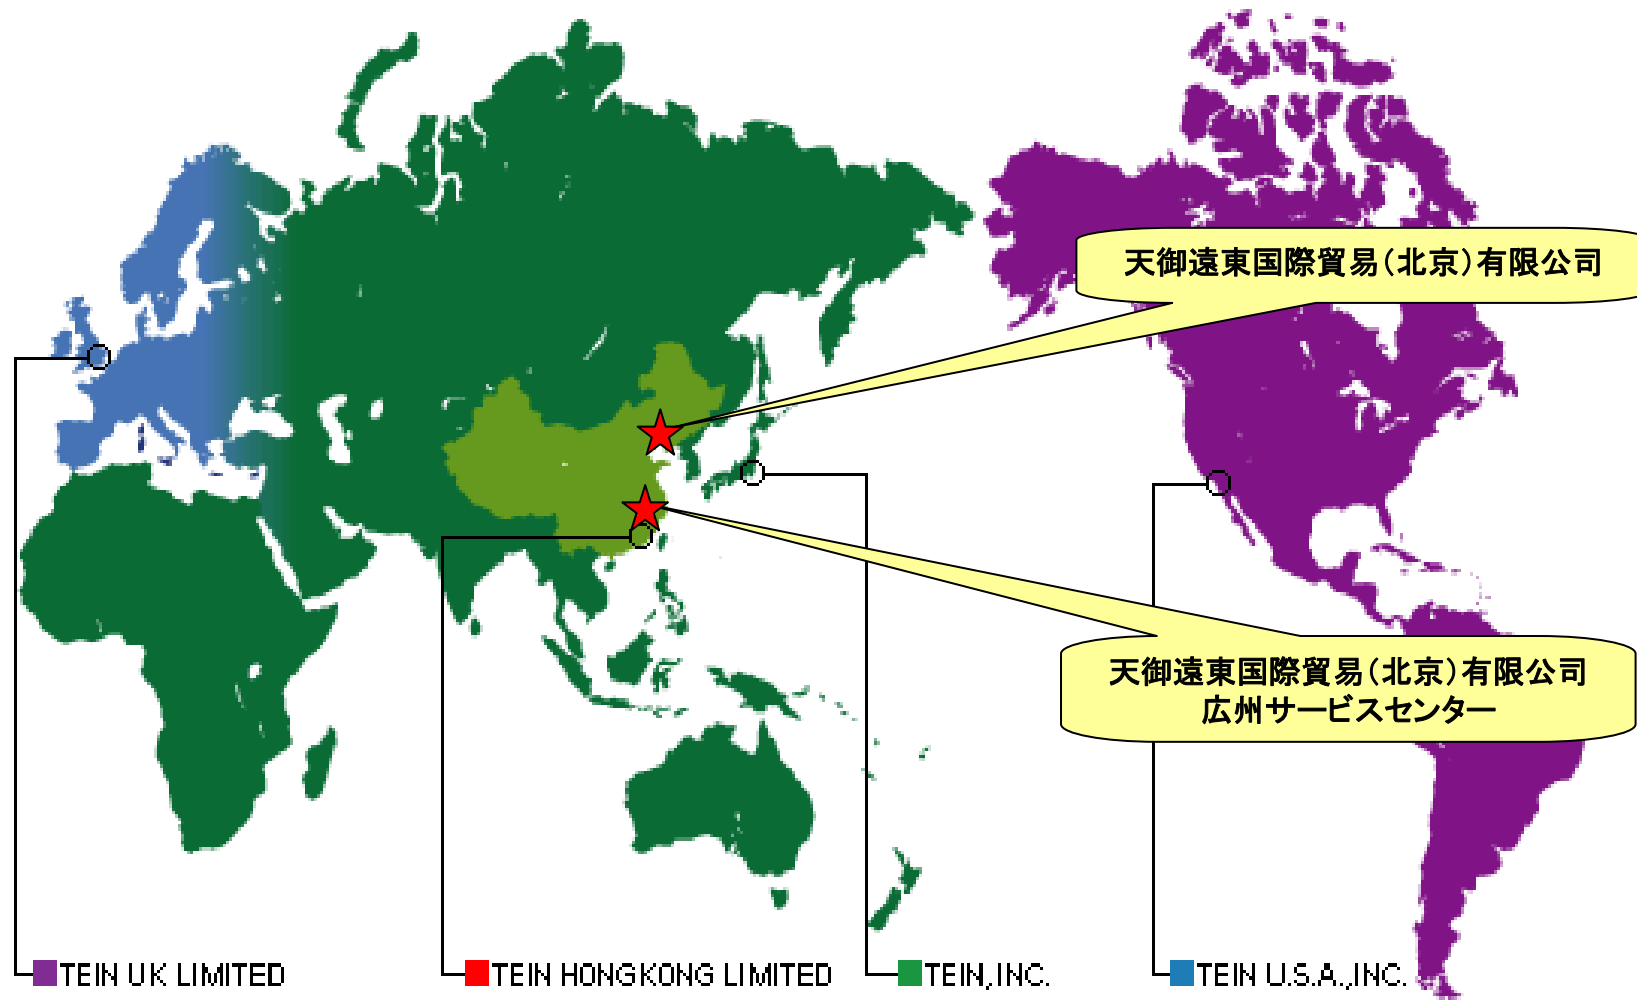 天御遠東国際貿易（北京）有限公司
天御遠東国際貿易（北京）有限公司
広州サービスセンター
TEIN UK LIMITED
TEIN HONGKONG LIMITED
TEIN,INC.
TEIN U.S.A.,INC.